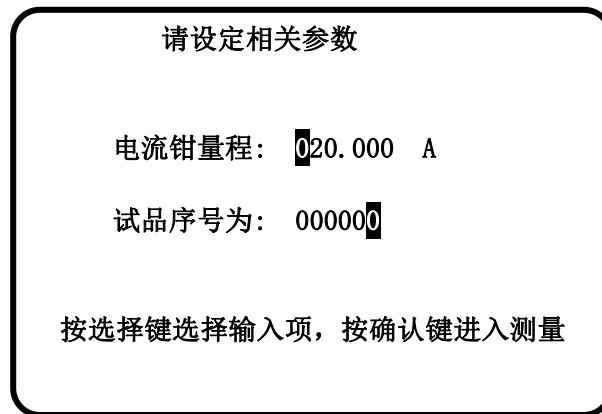 请设定相关参数
电流钳量程: 020.000 A
试品序号为: 000000
按选择键选择输入项，按确认键进入测量